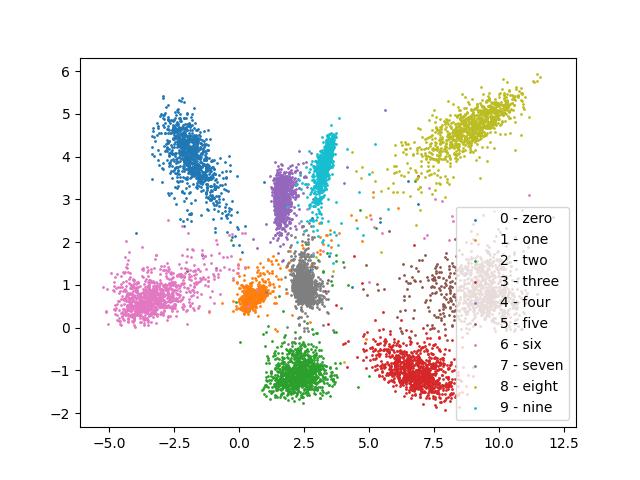 6
5
4
3
2
1
0
−1
−2
−5.0 −2.5 0.0 2.5 5.0 7.5 10.0 12.5
0 - zero
1 - one
2 - two
3 - three
4 - four
5 - five
6 - six
7 - seven
8 - eight
9 - nine